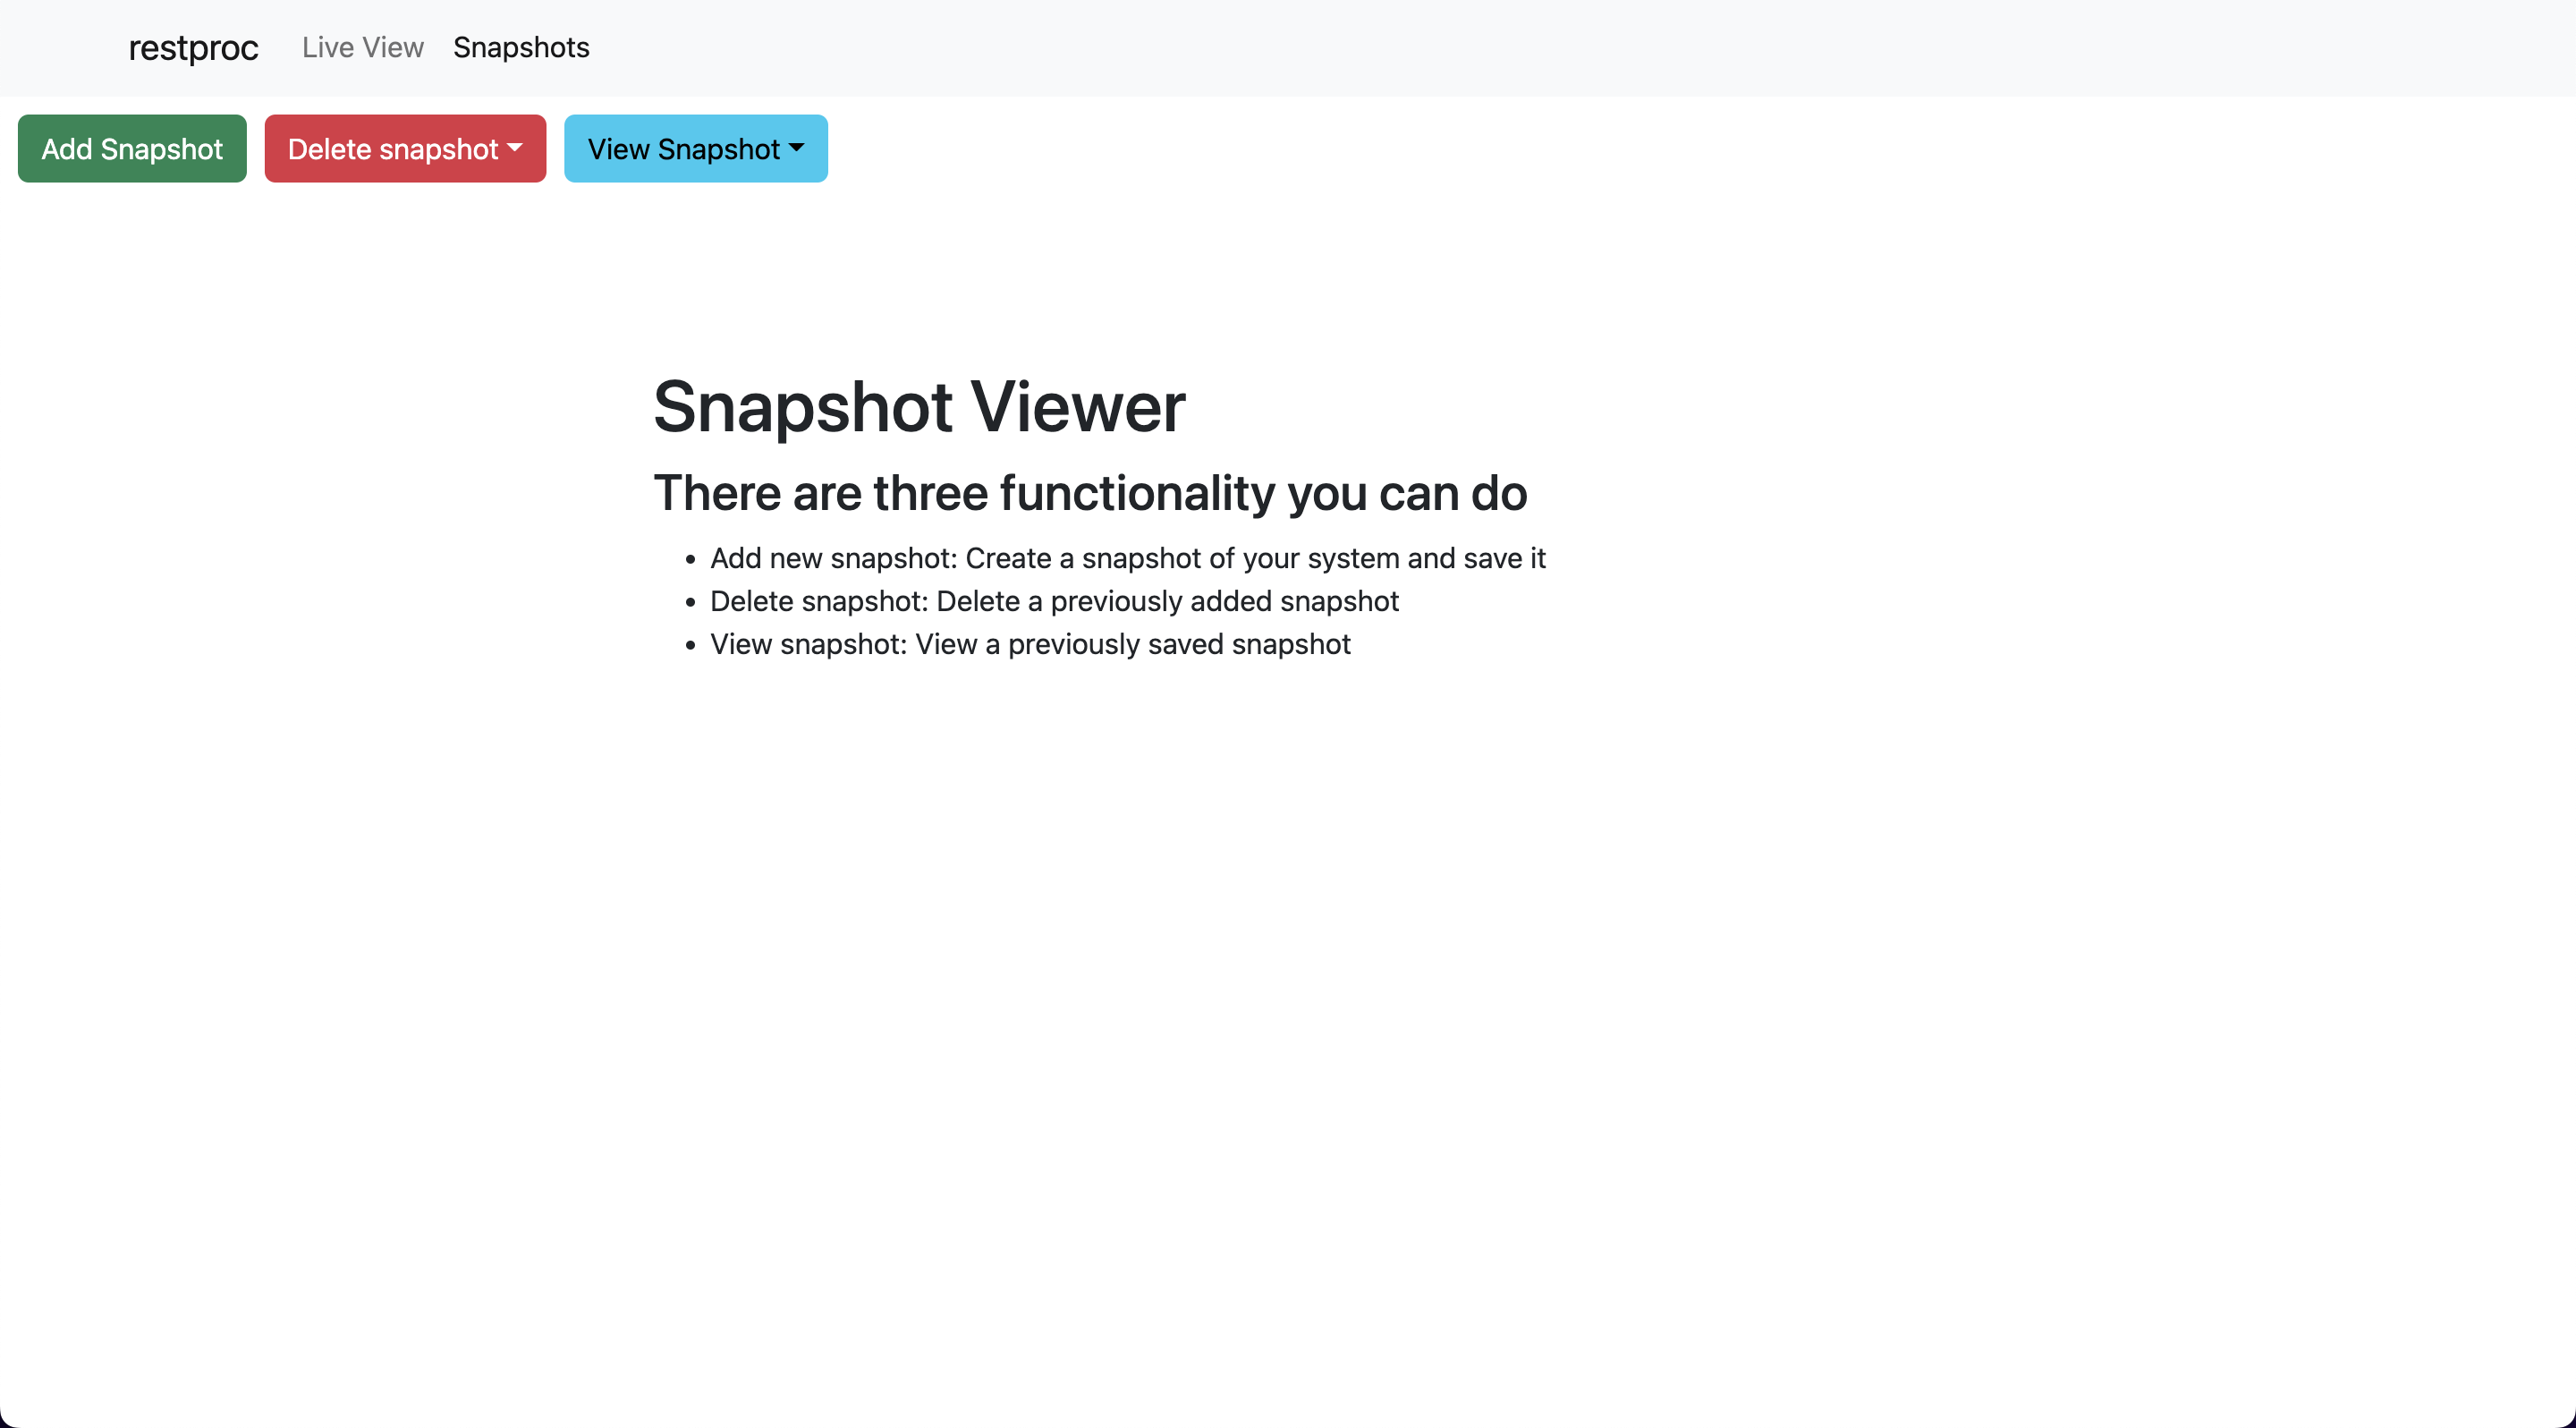 restproc Live View Snapshots
Add Snapshot Delete snapshot View Snapshot
Snapshot Viewer
There are three functionality you can do
Add new snapshot: Create a snapshot of your system and save it
Delete snapshot: Delete a previously added snapshot
View snapshot: View a previously saved snapshot